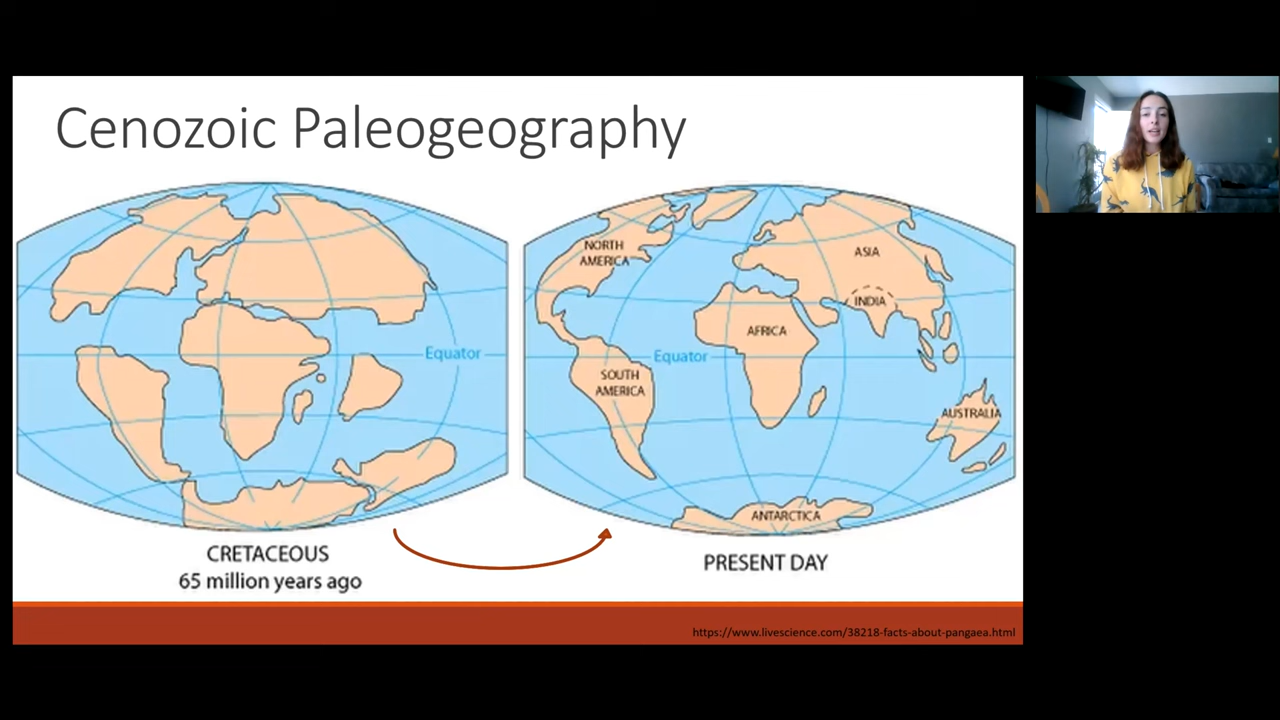 Cenozoic Paleogeography
Equator
CRETACEOUS
65 million years ago
NORTH
AMERICA
ASIA
INDIA
AFRICA
Equator
SOUTH
AMERICA
AUSTRALIA
ANTARCTICA
PRESENT DAY
https://www.livescience.com/38218-facts-about-pangaea.html